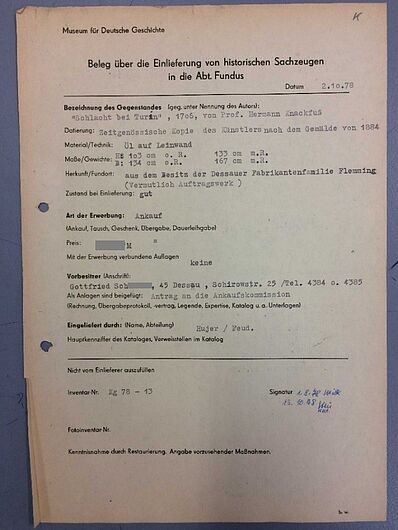 K
Museum für Deutsche Geschichte
Beleg über die Einlieferung von historischen Sachzeugen
in die Abt. Fundus
Datum 2.10.78
Bezeichnung des Gegenstandes (geg. unter Nennung des Autors):
"Schlacht bei Turin" , 1706, von Prof. Hermann Knackfuß
Datierung: Zeitgenössische Kopie des Künstlers nach dem Gemälde von 1884
Material/Technik: Öl auf Leinwand
Maße/Gewichte: H: 103 cm o.R. 133 cm m.R.
B: 134 cm o.R. 167 cm m.R.
Herkunft/Fundort: aus dem Besitz der Dessauer Fabrikantenfamilie Flemming
(Vermutlich Auftragswerk )
Zustand bei Einlieferung: gut
Art der Erwerbung: Ankauf
(Ankauf, Tausch, Geschenk, Übergabe, Dauerleihgabe)
Preis: M
Mit der Erwerbung verbundene Auflagen
keine
Vorbesitzer (Anschrift):
Gottfried Sch , 45 Dessau , Schirowstr. 25 /Tel. 4384 o. 4385
Als Anlagen sind beigefügt: Antrag an die Ankaufskommission
(Rechnung, Übergabeprotokoll, -vertrag, Legende, Expertise, Katalog u. a. Unterlagen)
Eingeliefert durch: (Name, Abteilung) Hujer / Feud.
Hauptkennziffer des Kataloges, Vorweisstellen im Katalog
Nicht vom Einlieferer auszufüllen
Inventar-Nr. Kg 78 - 13
Signatur
Fotoinventar-Nr.
Kenntnisnahme durch Restaurierung. Angabe vorzusehender Maßnahmen.